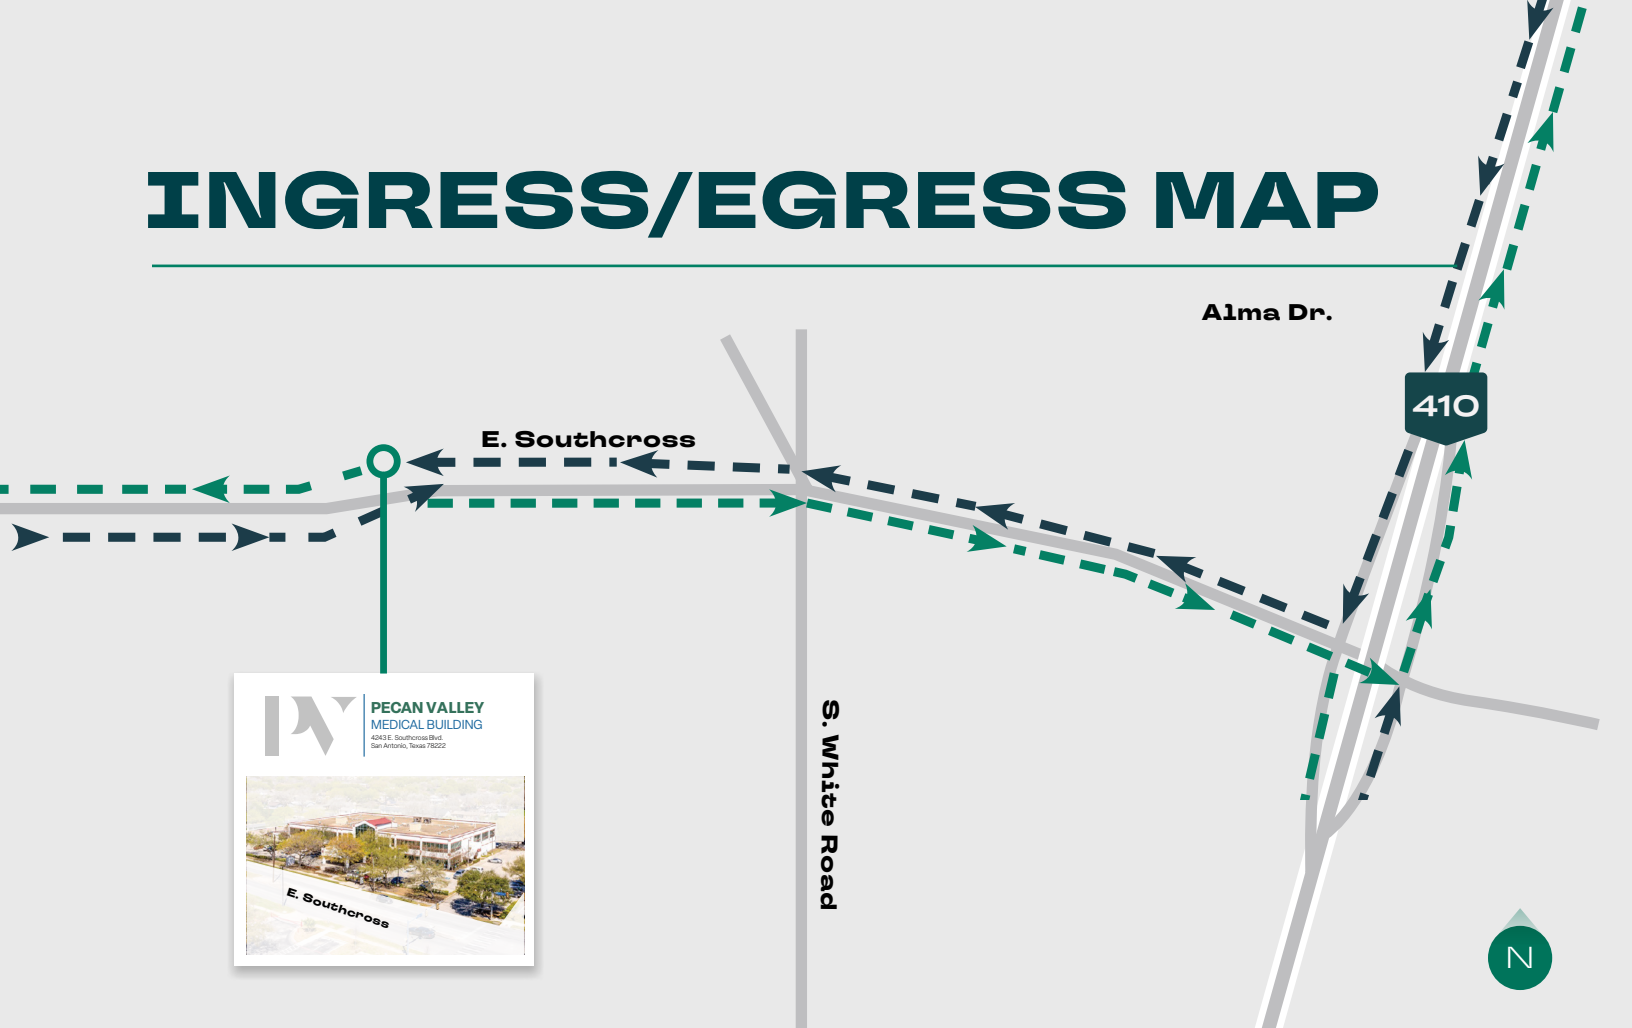 INGRESS/EGRESS MAP
Alma Dr.
410
E. Southcross
S. White Road
PV
PECAN VALLEY
MEDICAL BUILDING
4243 E. Southcross Blvd.
San Antonio, Texas 78222
E. Southcross
N